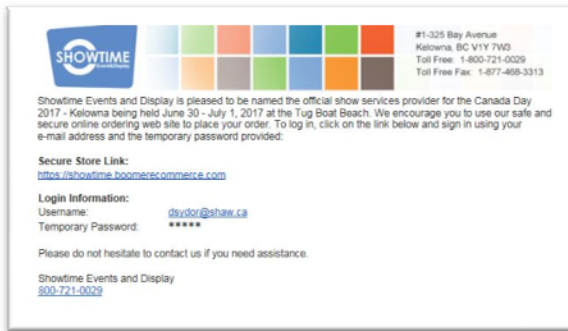 SHOWTIME
Event&Display
#1-325 Bay Avenue
Kelowna, BC V1Y 7W3
Toll Free: 1-800-721-0029
Toll Free Fax: 1-877-468-3313
Showtime Events and Display is pleased to be named the official show services provider for the Canada Day
2017 - Kelowna being held June 30 - July 1, 2017 at the Tug Boat Beach. We encourage you to use our safe and
secure online ordering web site to place your order. To log in, click on the link below and sign in using your
e-mail address and the temporary password provided:
Secure Store Link:
https://showtime.boomerecommerce.com
Login Information:
Username: dsydor@shaw.ca
Temporary Password: *****
Please do not hesitate to contact us if you need assistance.
Showtime Events and Display
800-721-0029